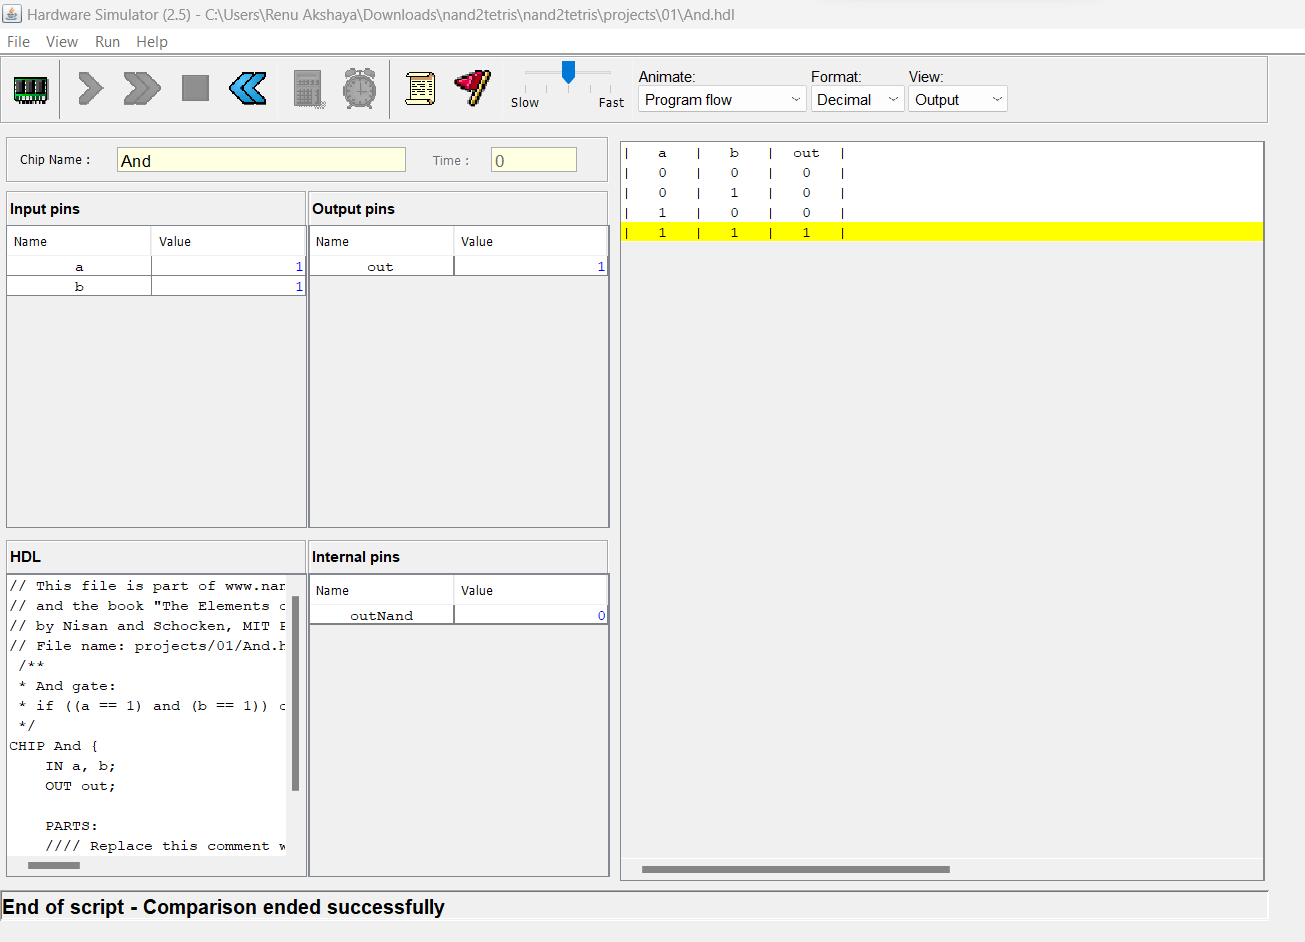 Hardware Simulator (2.5) - C:\Users\Renu Akshaya\Downloads\nand2tetris\nand2tetris\projects\01\And.hdl
File View Run Help
Slow Fast
Animate: Format: View:
Program flow Decimal Output
Chip Name : And Time : 0
Input pins
Name Value
a 1
b 1
Output pins
Name Value
out 1
HDL
// This file is part of www.nan
// and the book "The Elements o
// by Nisan and Schocken, MIT P
// File name: projects/01/And.h
/**
* And gate:
* if ((a == 1) and (b == 1)) o
*/
CHIP And {
IN a, b;
OUT out;
PARTS:
//// Replace this comment w
Internal pins
Name Value
outNand 0
| a | b | out |
| 0 | 0 | 0 |
| 0 | 1 | 0 |
| 1 | 0 | 0 |
| 1 | 1 | 1 |
End of script - Comparison ended successfully